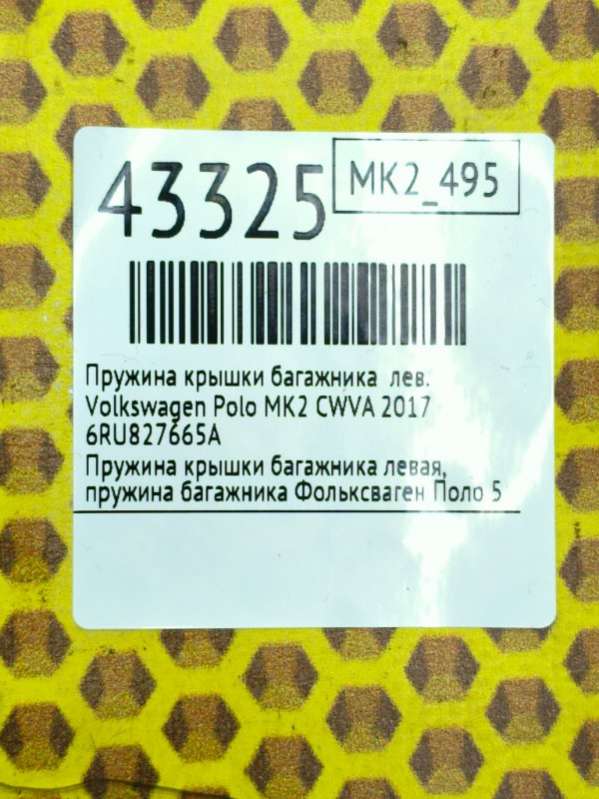 43325
MK2_495
Пружина крышки багажника лев.
Volkswagen Polo MK2 CWVA 2017
6RU827665A
Пружина крышки багажника левая,
пружина багажника Фольксваген Поло 5